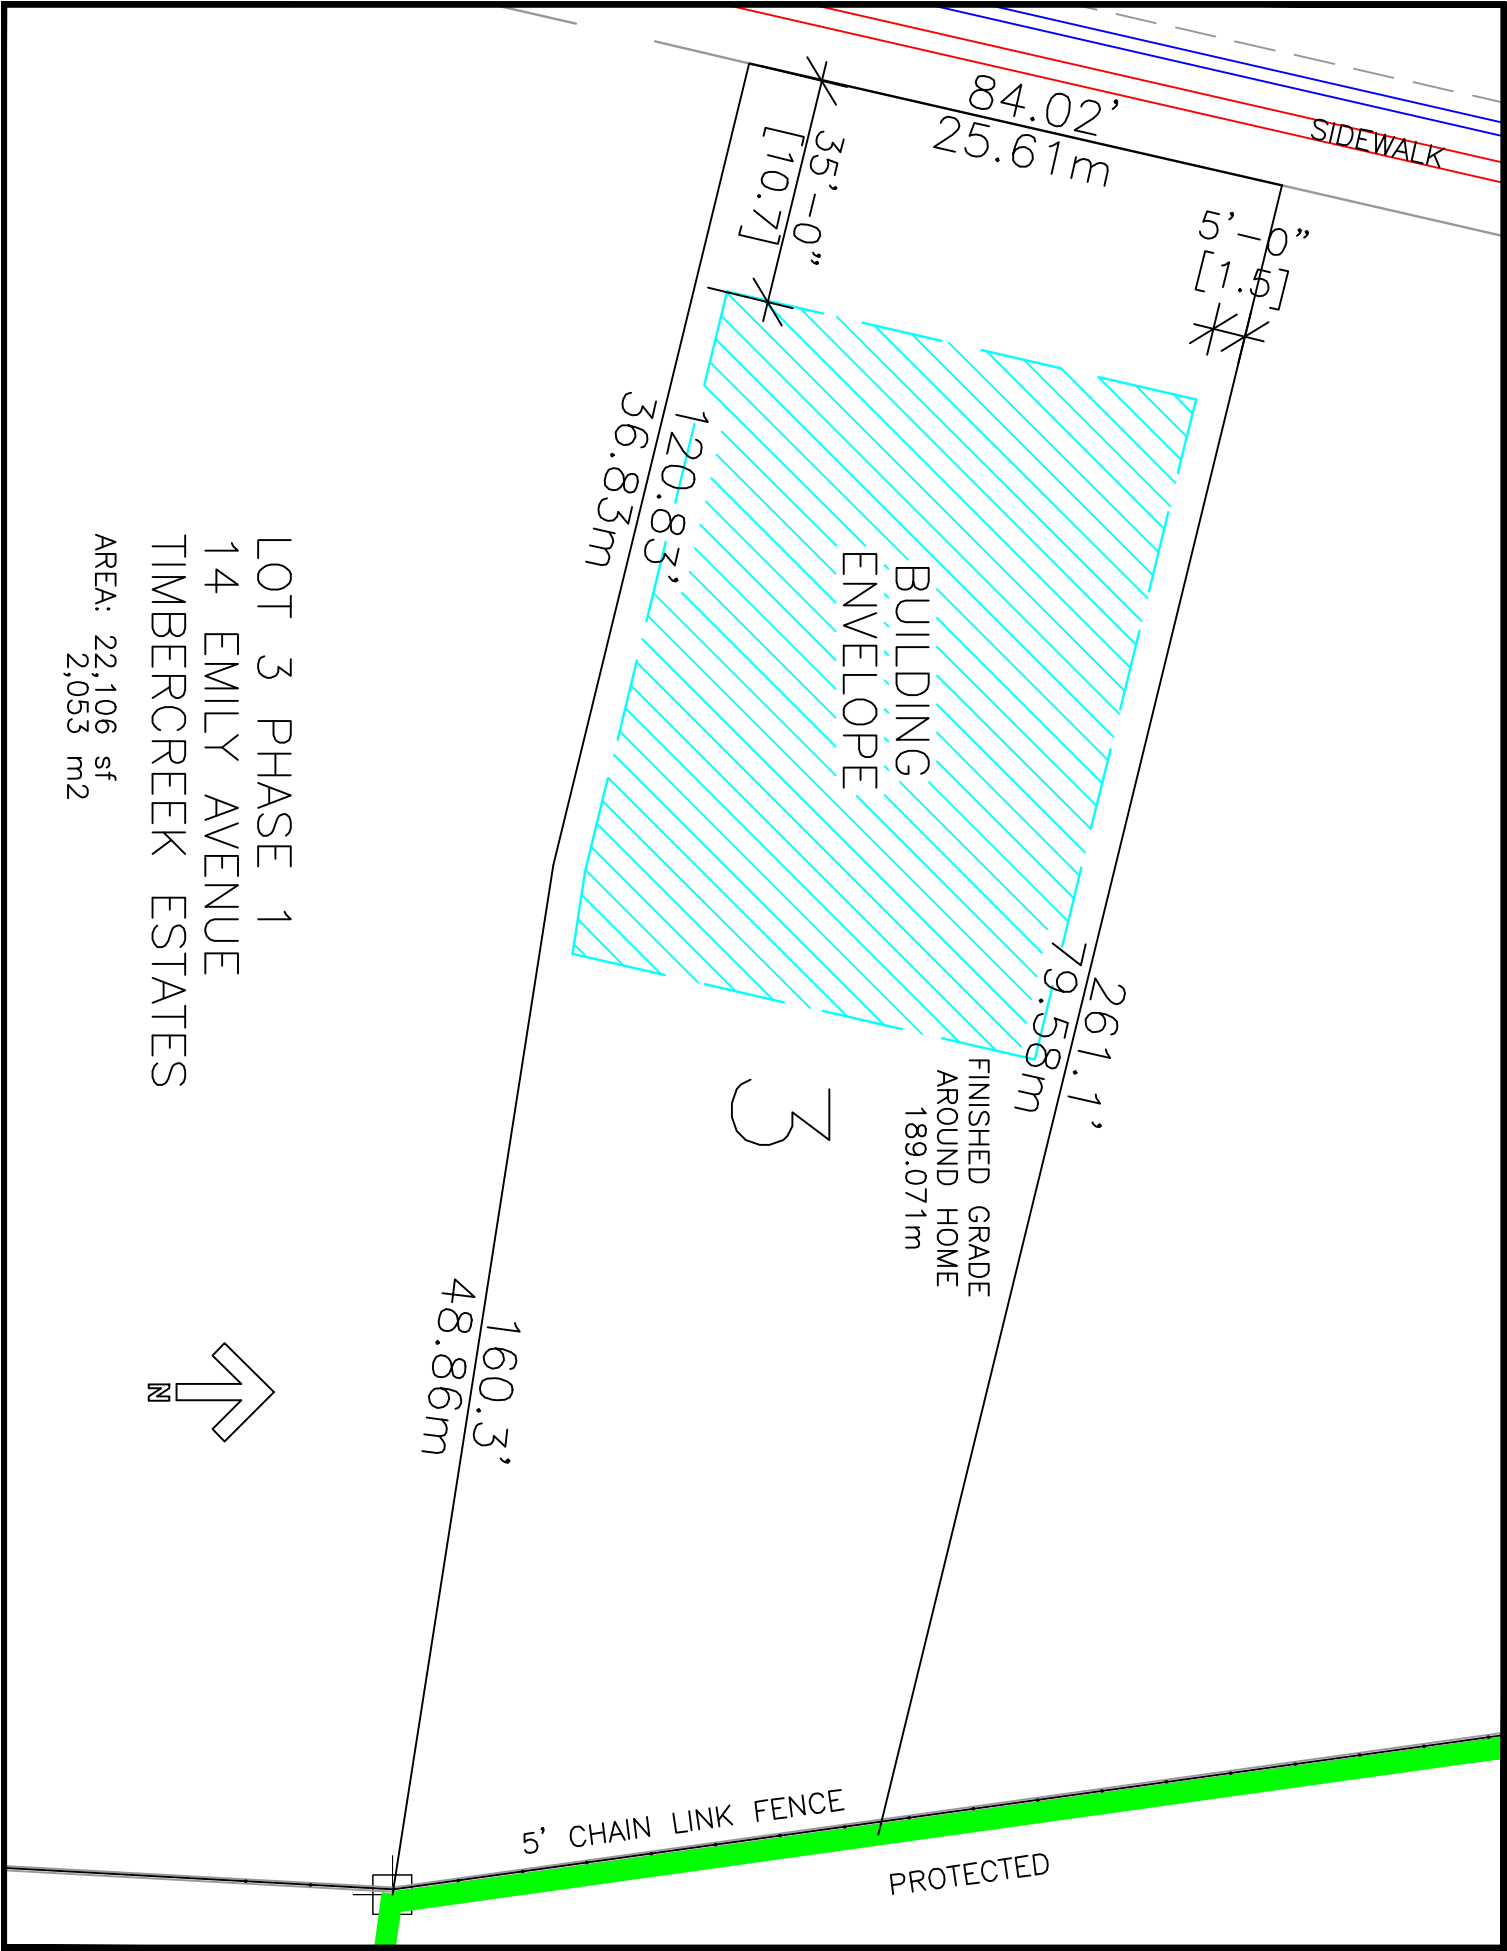 84.02'
25.61m
SIDEWALK
35'-0"
[10.7]
5'-0"
[1.5]
120.83'
36.83m
BUILDING
ENVELOPE
261.1'
79.58m
3
FINISHED GRADE
AROUND HOME
189.071m
160.3'
48.86m
LOT 3 PHASE 1
14 EMILY AVENUE
TIMBERCREEK ESTATES
AREA: 22,106 sf
2,053 m2
N
5' CHAIN LINK FENCE
PROTECTED